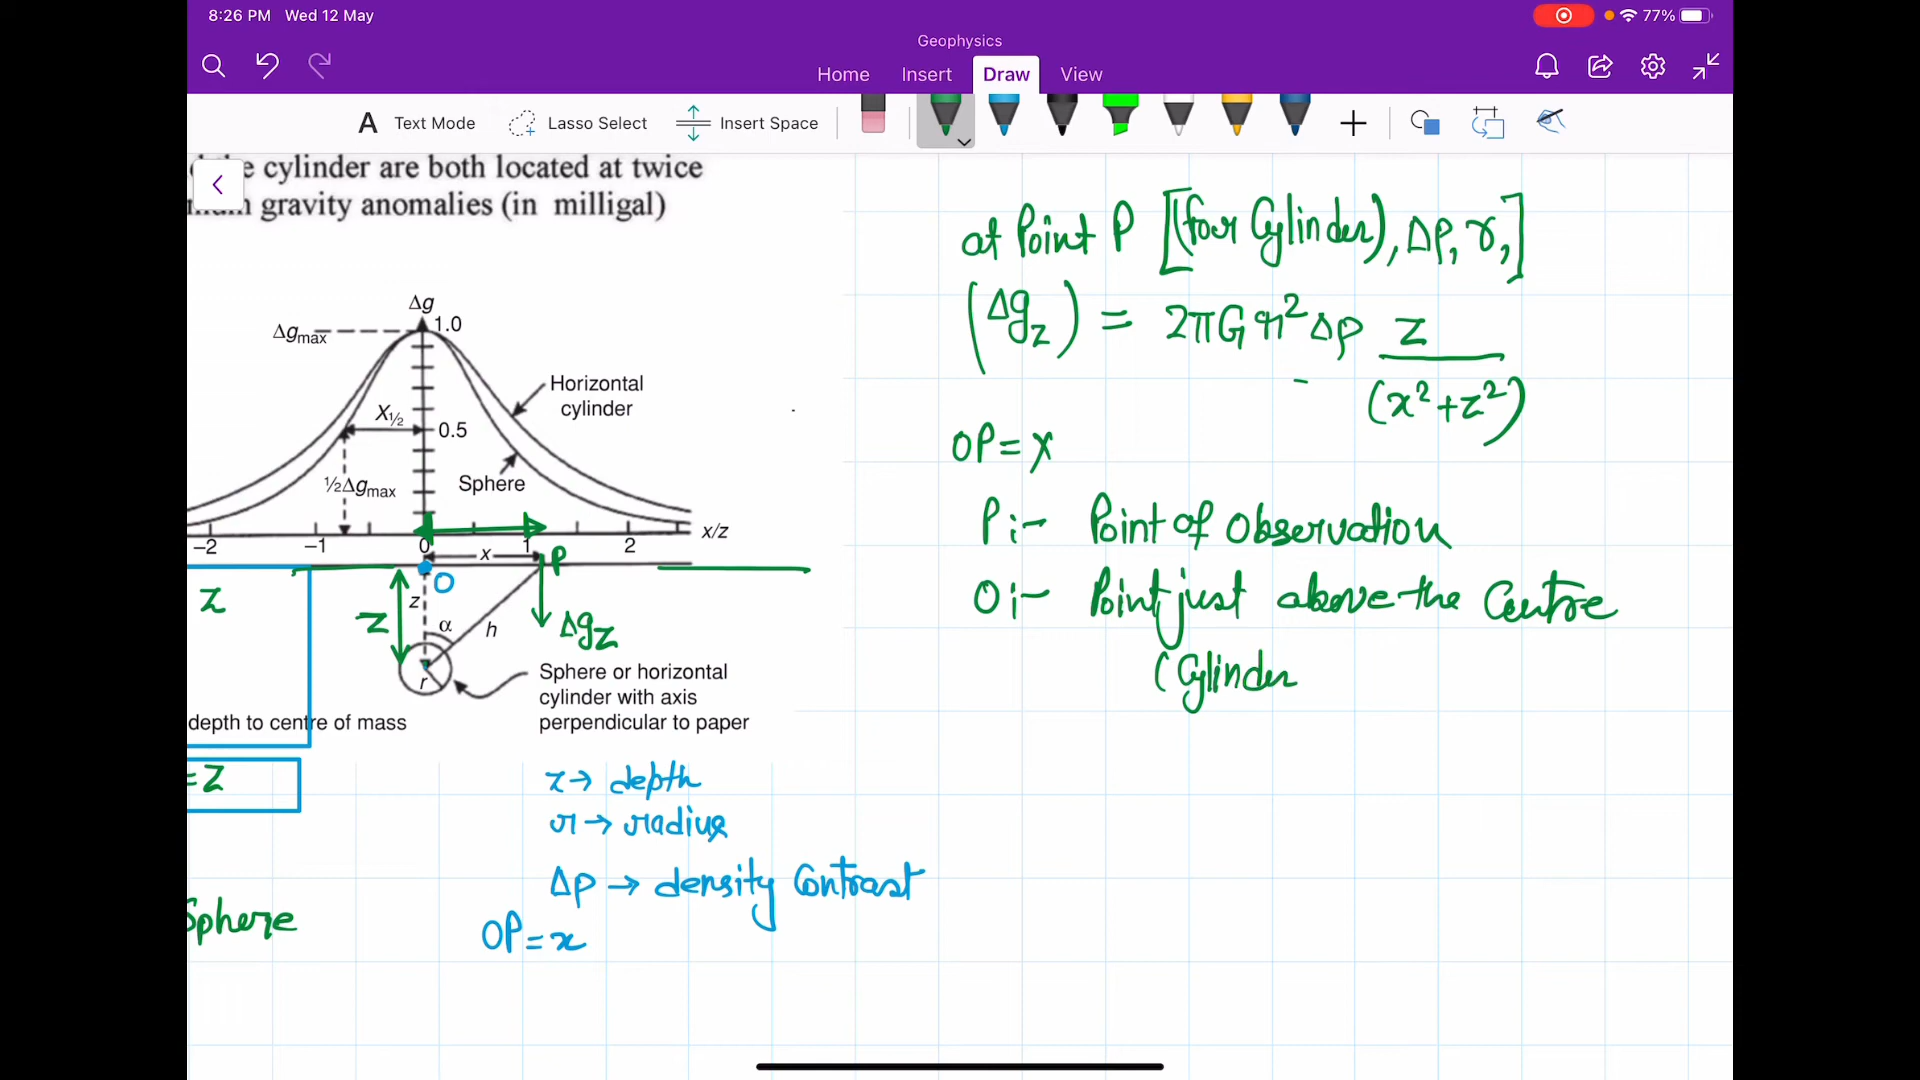 8:26 PM Wed 12 May
77%
Geophysics
Home Insert Draw View
A Text Mode Lasso Select Insert Space
e cylinder are both located at twice
gravity anomalies (in milligal)
Δg
Δgmax
1.0
Horizontal
cylinder
X½
0.5
½Δgmax
Sphere
x/z
−2 −1 0 1 2
x
P
O
z
z
z
α
h
Δgz
r
Sphere or horizontal
cylinder with axis
perpendicular to paper
depth to centre of mass
=z
z → depth
r → radius
Δρ → density Contrast
OP = x
Sphere
at Point P [(for Cylinder), Δρ, r,]
(Δgz) = 2πGr² Δρ z
(x²+z²)
OP = x
P :- Point of Observation
O :- Point just above the Centre
(Cylinder